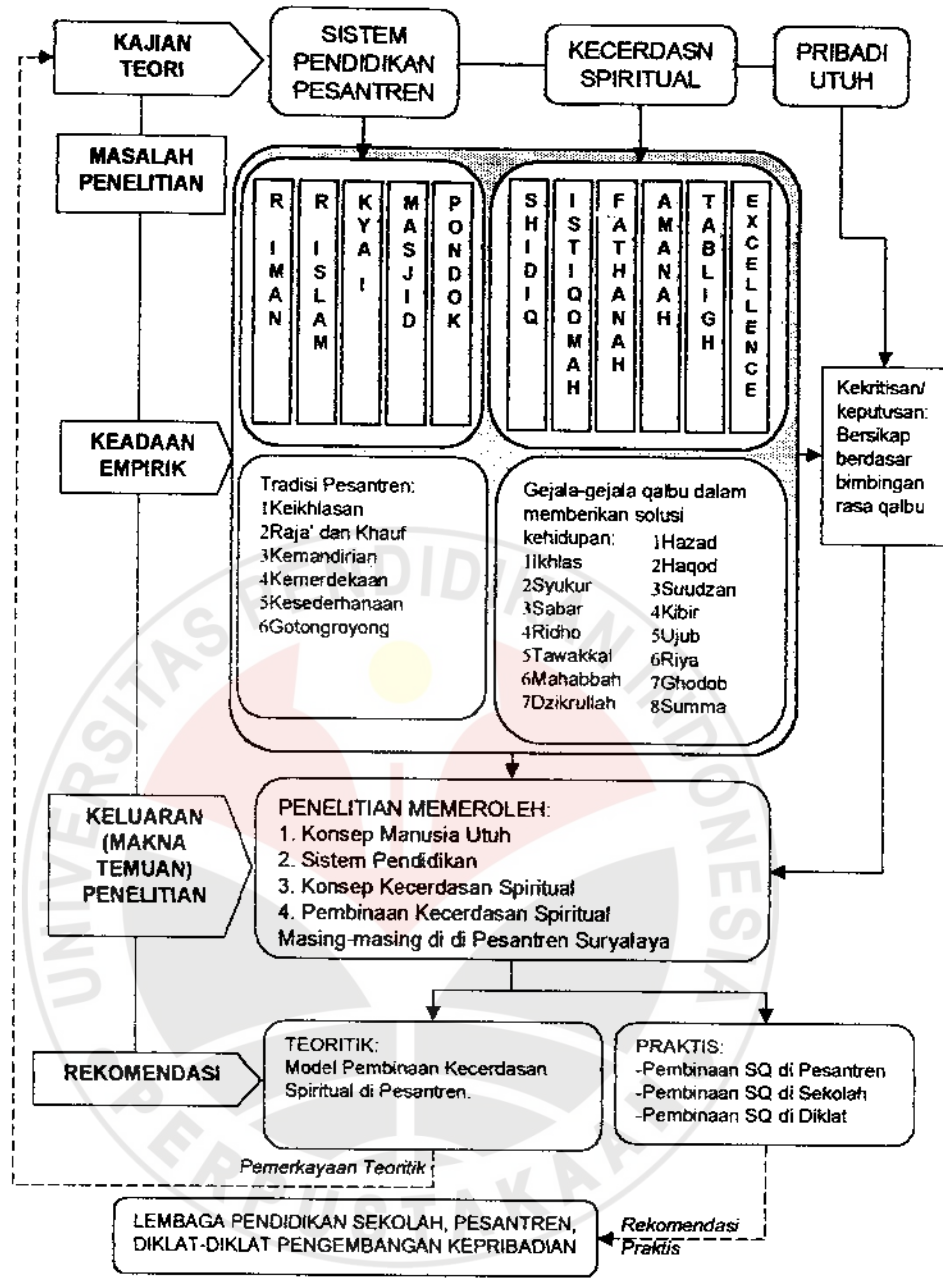 KAJIAN
TEORI
SISTEM
PENDIDIKAN
PESANTREN
KECERDASN
SPIRITUAL
PRIBADI
UTUH
MASALAH
PENELITIAN
R IMAN
R ISLAM
KYAI
MASJID
PONDOK
SHIDIQ
ISTIQOMAH
FATHANAH
AMANAH
TABLIGH
EXCELLENCE
KEADAAN
EMPIRIK
Tradisi Pesantren:
1Keikhlasan
2Raja' dan Khauf
3Kemandirian
4Kemerdekaan
5Kesederhanaan
6Gotongroyong
Gejala-gejala qalbu dalam
memberikan solusi
kehidupan:
1Ikhlas
2Syukur
3Sabar
4Ridho
5Tawakkal
6Mahabbah
7Dzikrullah
1Hazad
2Haqod
3Suudzan
4Kibir
5Ujub
6Riya
7Ghodob
8Summa
Kekritisan/
keputusan:
Bersikap
berdasar
bimbingan
rasa qalbu
KELUARAN
(MAKNA
TEMUAN)
PENELITIAN
PENELITIAN MEMEROLEH:
1. Konsep Manusia Utuh
2. Sistem Pendidikan
3. Konsep Kecerdasan Spiritual
4. Pembinaan Kecerdasan Spiritual
Masing-masing di di Pesantren Suryalaya
REKOMENDASI
TEORITIK:
Model Pembinaan Kecerdasan
Spiritual di Pesantren.
PRAKTIS:
-Pembinaan SQ di Pesantren
-Pembinaan SQ di Sekolah
-Pembinaan SQ di Diklat
Pemerkayaan Teoritik
LEMBAGA PENDIDIKAN SEKOLAH, PESANTREN,
DIKLAT-DIKLAT PENGEMBANGAN KEPRIBADIAN
Rekomendasi
Praktis
UNIVERSITAS PENDIDIKAN INDONESIA
PERPUSTAKAAN